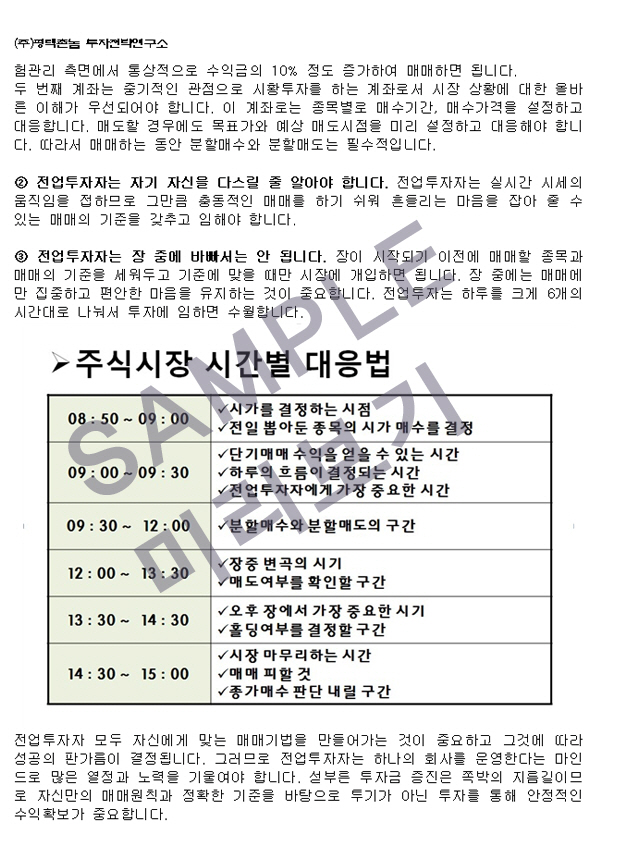 (주)평택촌놈 투자전략연구소
험관리 측면에서 통상적으로 수익금의 10% 정도 증가하여 매매하면 됩니다.
두 번째 계좌는 중기적인 관점으로 시황투자를 하는 계좌로서 시장 상황에 대한 올바
른 이해가 우선되어야 합니다. 이 계좌로는 종목별로 매수기간, 매수가격을 설정하고
대응합니다. 매도할 경우에도 목표가와 예상 매도시점을 미리 설정하고 대응해야 합니
다. 따라서 매매하는 동안 분할매수와 분할매도는 필수적입니다.
② 전업투자자는 자기 자신을 다스릴 줄 알아야 합니다. 전업투자자는 실시간 시세의
움직임을 접하므로 그만큼 충동적인 매매를 하기 쉬워 흔들리는 마음을 잡아 줄 수
있는 매매의 기준을 갖추고 임해야 합니다.
③ 전업투자자는 장 중에 바빠서는 안 됩니다. 장이 시작되기 이전에 매매할 종목과
매매의 기준을 세워두고 기준에 맞을 때만 시장에 개입하면 됩니다. 장 중에는 매매에
만 집중하고 편안한 마음을 유지하는 것이 중요합니다. 전업투자는 하루를 크게 6개의
시간대로 나눠서 투자에 임하면 수월합니다.
➢주식시장 시간별 대응법
08 : 50 ~ 09 : 00
✓시가를 결정하는 시점
✓전일 뽑아둔 종목의 시가 매수를 결정
09 : 00 ~ 09 : 30
✓단기매매 수익을 얻을 수 있는 시간
✓하루의 흐름이 결정되는 시간
✓전업투자자에게 가장 중요한 시간
09 : 30 ~ 12 : 00
✓분할매수와 분할매도의 구간
12 : 00 ~ 13 : 30
✓장중 변곡의 시기
✓매도여부를 확인할 구간
13 : 30 ~ 14 : 30
✓오후 장에서 가장 중요한 시기
✓홀딩여부를 결정할 구간
14 : 30 ~ 15 : 00
✓시장 마무리하는 시간
✓매매 피할 것
✓종가매수 판단 내릴 구간
전업투자자 모두 자신에게 맞는 매매기법을 만들어가는 것이 중요하고 그것에 따라
성공의 판가름이 결정됩니다. 그러므로 전업투자자는 하나의 회사를 운영한다는 마인
드로 많은 열정과 노력을 기울여야 합니다. 섣부른 투자금 증진은 쪽박의 지름길이므
로 자신만의 매매원칙과 정확한 기준을 바탕으로 투기가 아닌 투자를 통해 안정적인
수익확보가 중요합니다.
SAMPLE
미리보기